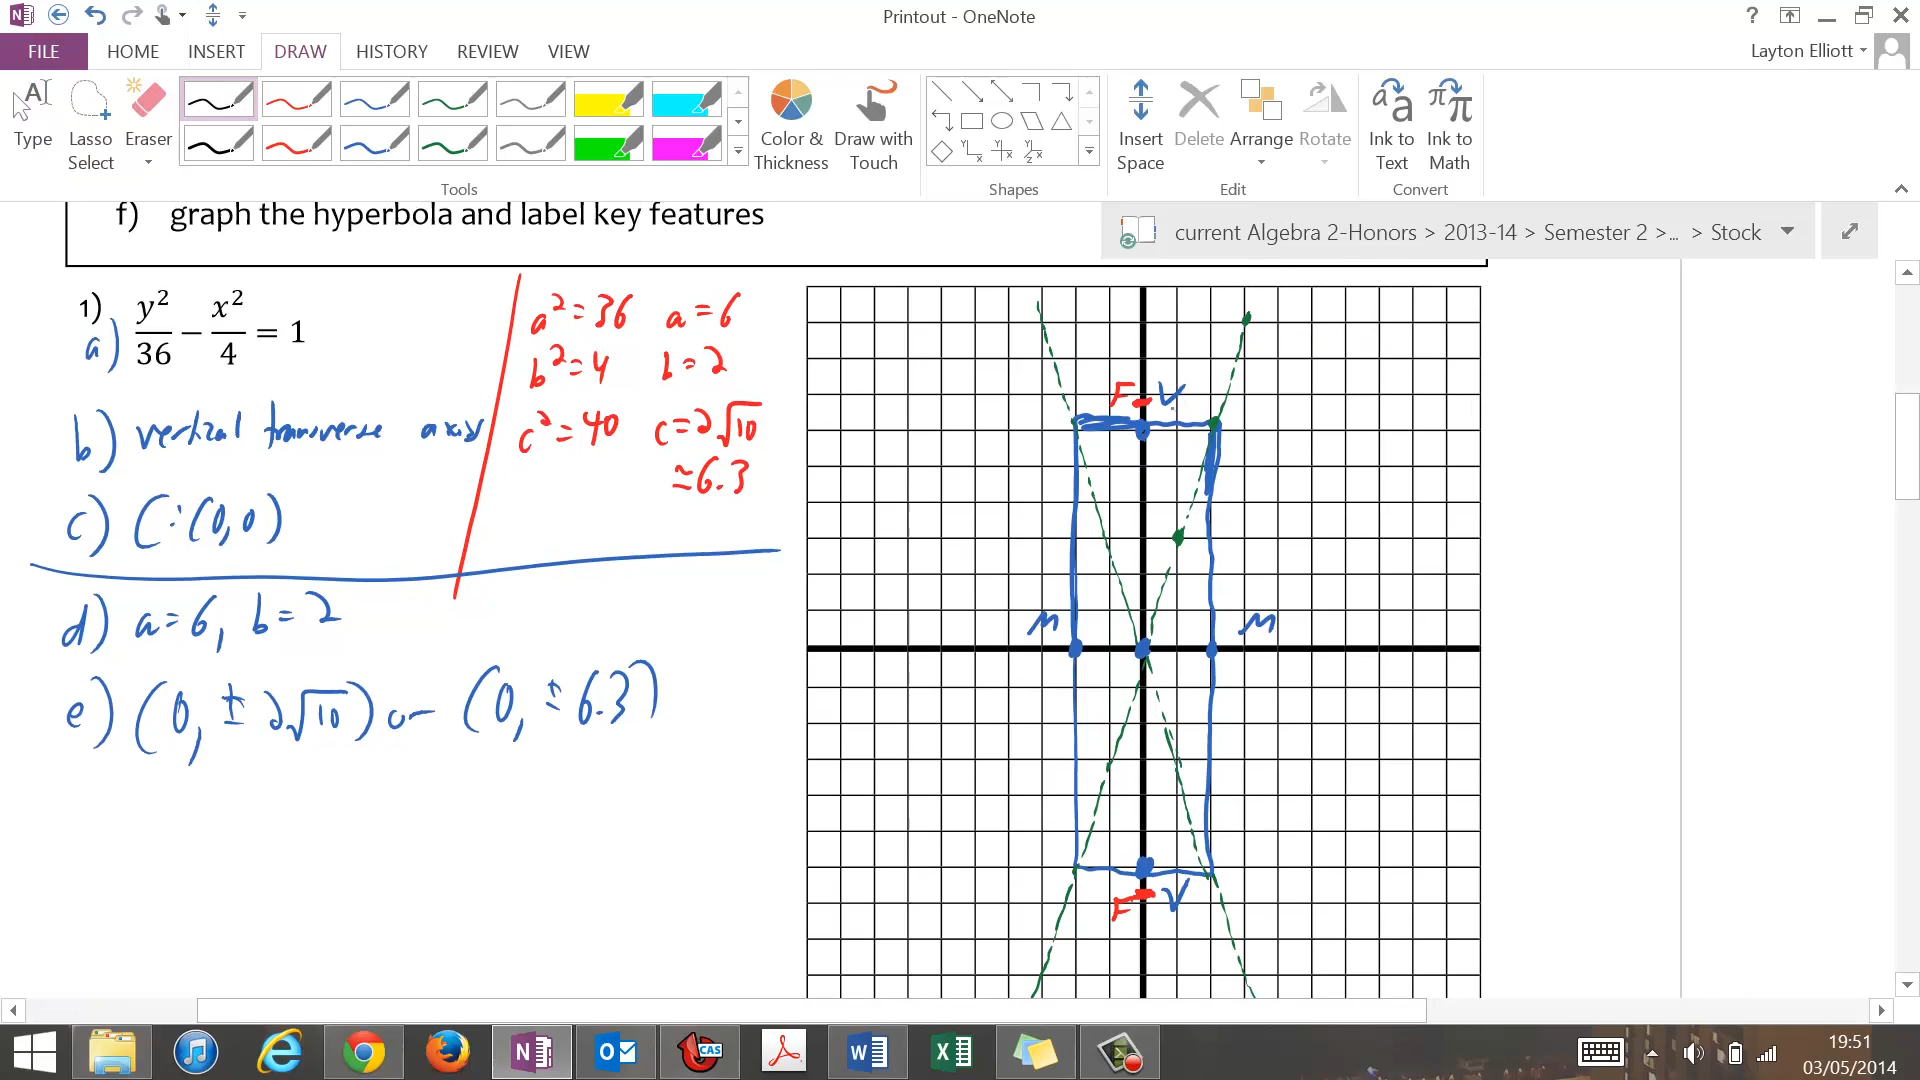 Printout - OneNote
?
FILE HOME INSERT DRAW HISTORY REVIEW VIEW
Layton Elliott
Type
Lasso Select
Eraser
Color & Thickness
Draw with Touch
Insert Space
Delete
Arrange
Rotate
Ink to Text
Ink to Math
Tools
Shapes
Edit
Convert
f) graph the hyperbola and label key features
current Algebra 2-Honors > 2013-14 > Semester 2 >... > Stock
1) y²/36 − x²/4 = 1
a)
b) vertical transverse axis
c) C:(0,0)
a²=36 a=6
b²=4 b=2
c²=40 c=2√10
≈6.3
d) a=6, b=2
e) (0, ±2√10) or (0, ±6.3)
F V
M M
F V
CAS
19:51
03/05/2014